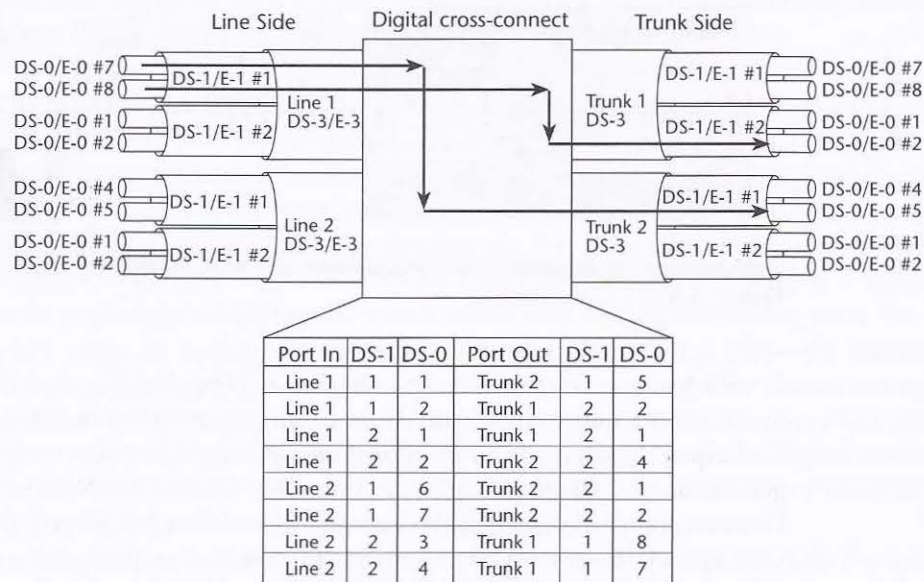 Line Side Digital cross-connect Trunk Side
DS-0/E-0 #7
DS-0/E-0 #8
DS-0/E-0 #1
DS-0/E-0 #2
DS-1/E-1 #1
DS-1/E-1 #2
Line 1
DS-3/E-3
DS-0/E-0 #4
DS-0/E-0 #5
DS-0/E-0 #1
DS-0/E-0 #2
DS-1/E-1 #1
DS-1/E-1 #2
Line 2
DS-3/E-3
Trunk 1
DS-3
DS-1/E-1 #1
DS-1/E-1 #2
DS-0/E-0 #7
DS-0/E-0 #8
DS-0/E-0 #1
DS-0/E-0 #2
Trunk 2
DS-3
DS-1/E-1 #1
DS-1/E-1 #2
DS-0/E-0 #4
DS-0/E-0 #5
DS-0/E-0 #1
DS-0/E-0 #2
Port In DS-1 DS-0 Port Out DS-1 DS-0
Line 1 1 1 Trunk 2 1 5
Line 1 1 2 Trunk 1 2 2
Line 1 2 1 Trunk 1 2 1
Line 1 2 2 Trunk 2 2 4
Line 2 1 6 Trunk 2 2 1
Line 2 1 7 Trunk 2 2 2
Line 2 2 3 Trunk 1 1 8
Line 2 2 4 Trunk 1 1 7